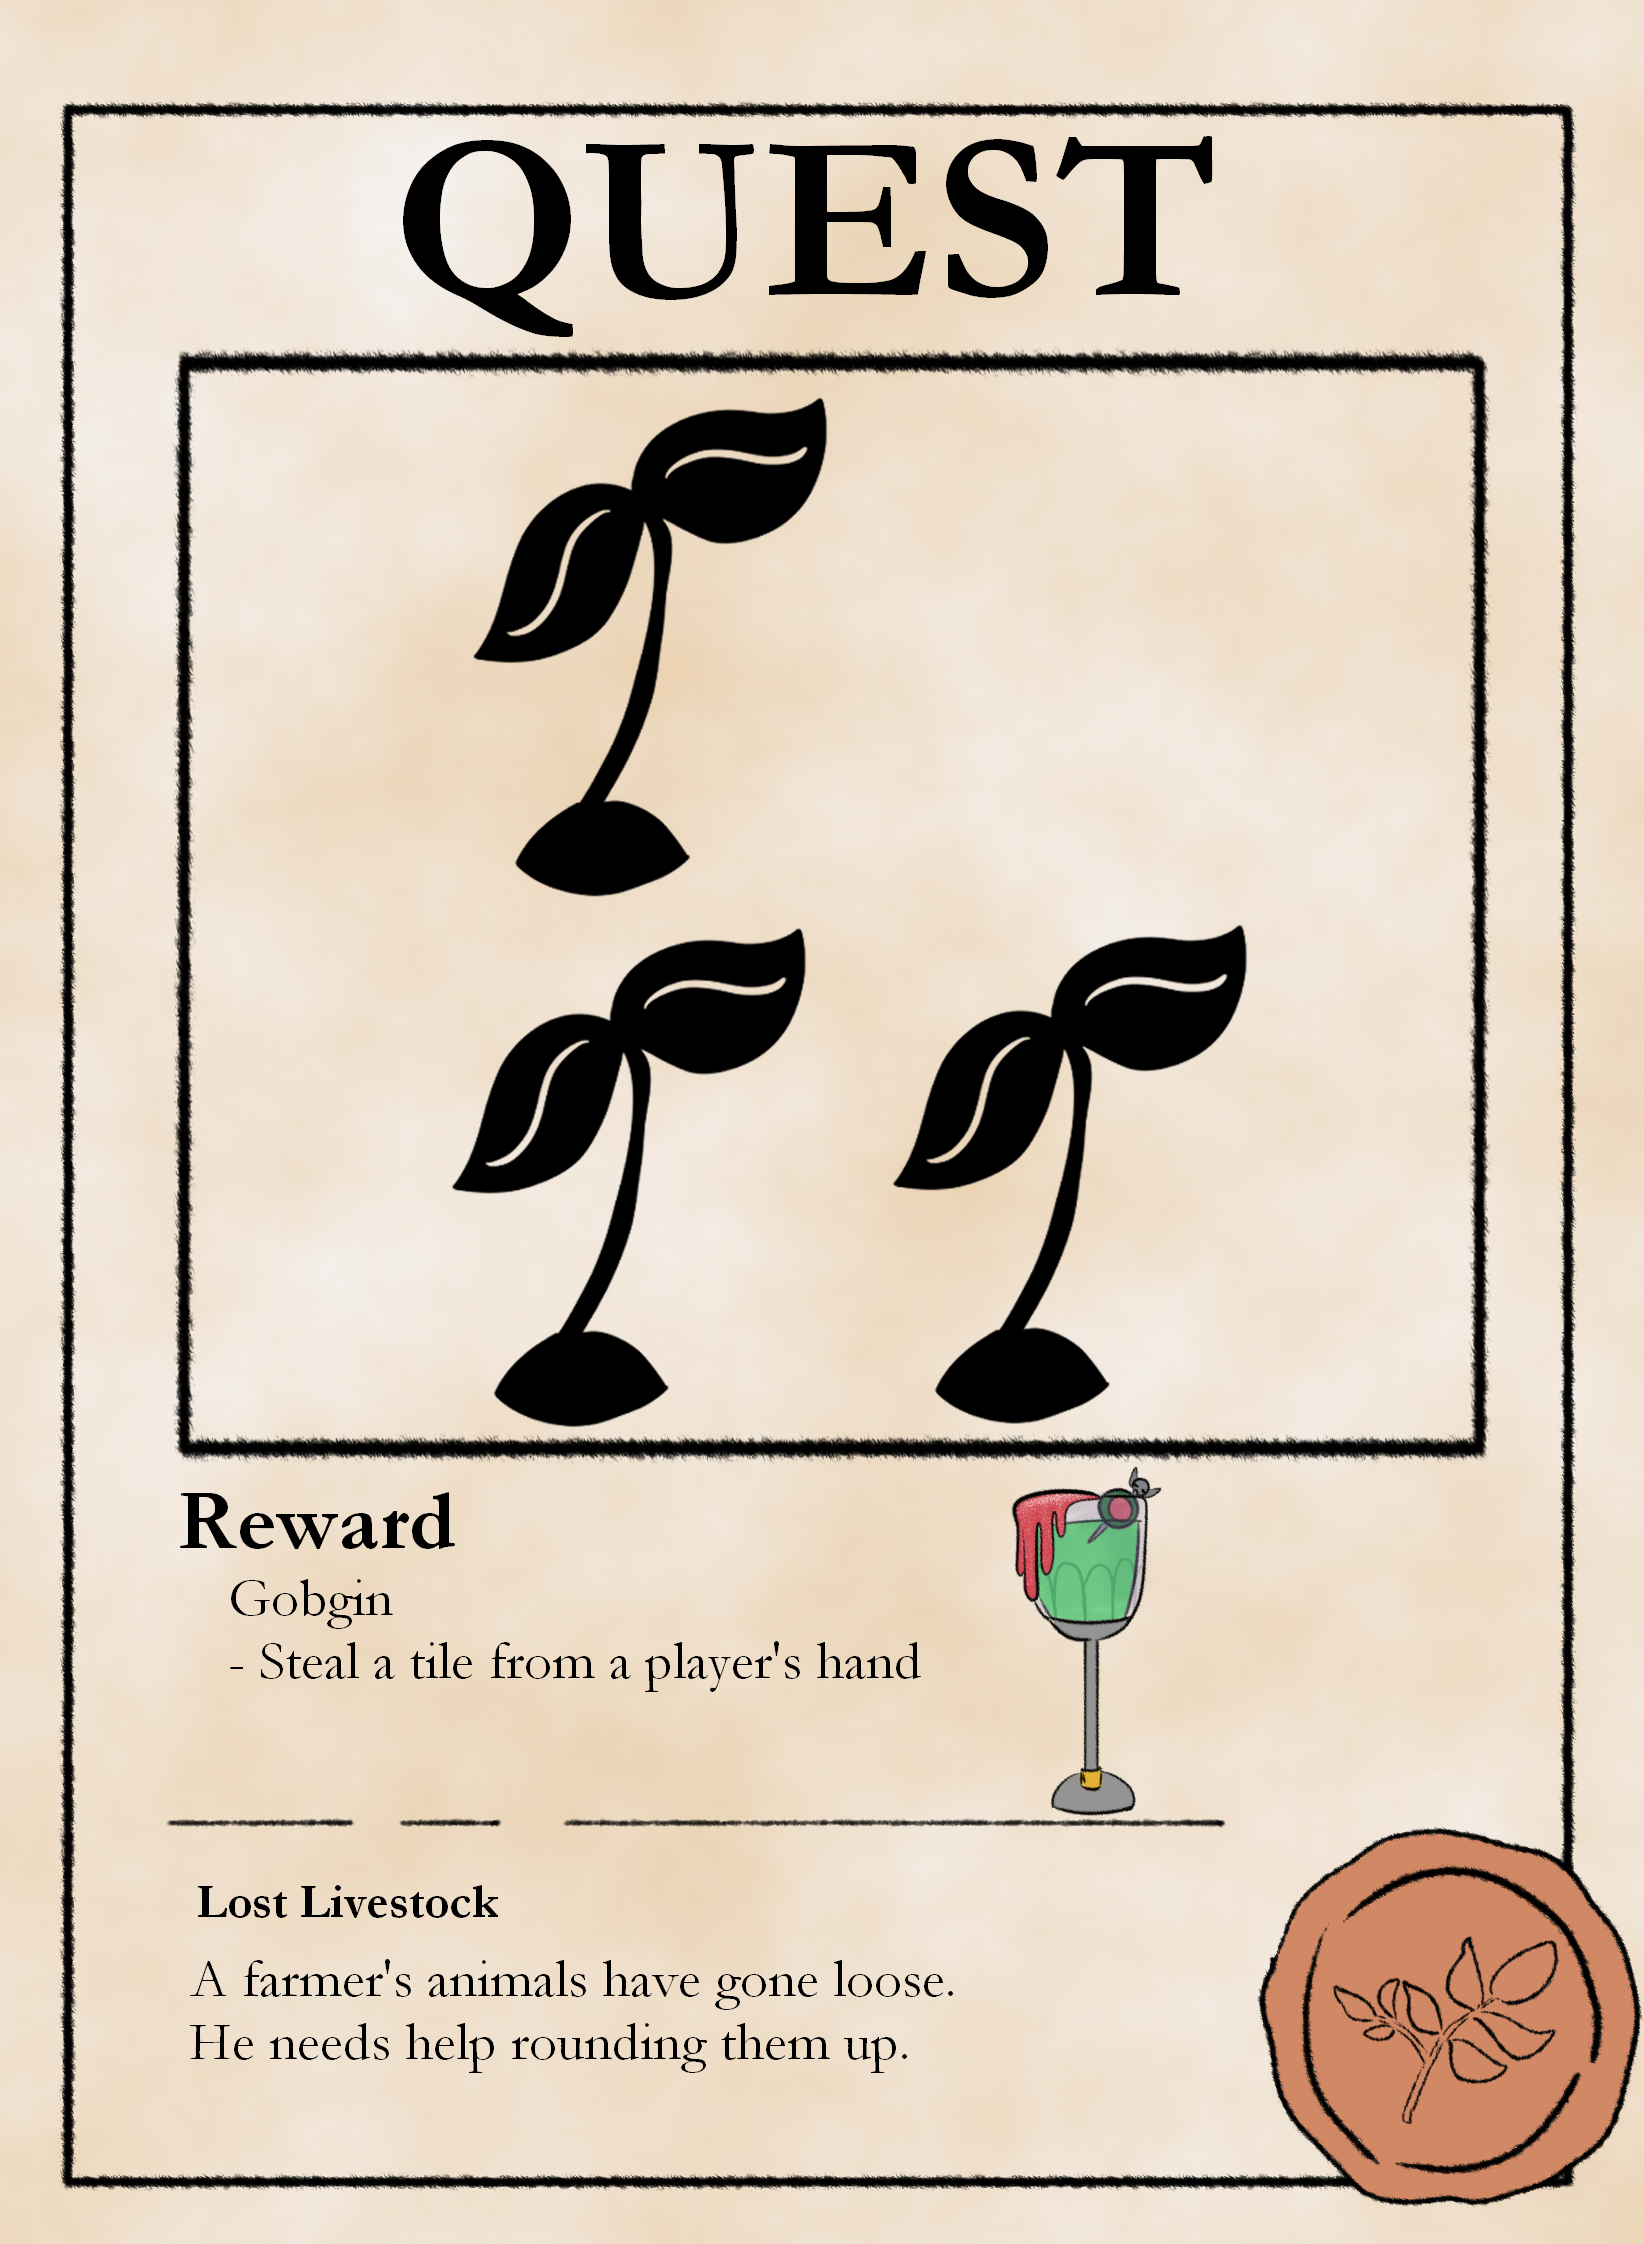 QUEST
Reward
Gobgin
- Steal a tile from a player's hand
Lost Livestock
A farmer's animals have gone loose.
He needs help rounding them up.